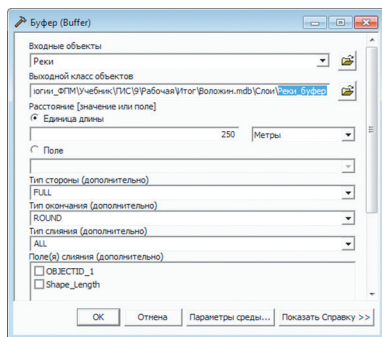 Буфер (Buffer)
Входные объекты
Реки
Выходной класс объектов
югии_ФПМ\Учебник\ГИС\9\Рабочая\Итог\Воложин.mdb\Слои\Реки_буфер
Расстояние [значение или поле]
Единица длины
250 Метры
Поле
Тип стороны (дополнительно)
FULL
Тип окончания (дополнительно)
ROUND
Тип слияния (дополнительно)
ALL
Поле(я) слияния (дополнительно)
OBJECTID_1
Shape_Length
OK Отмена Параметры среды... Показать Справку >>